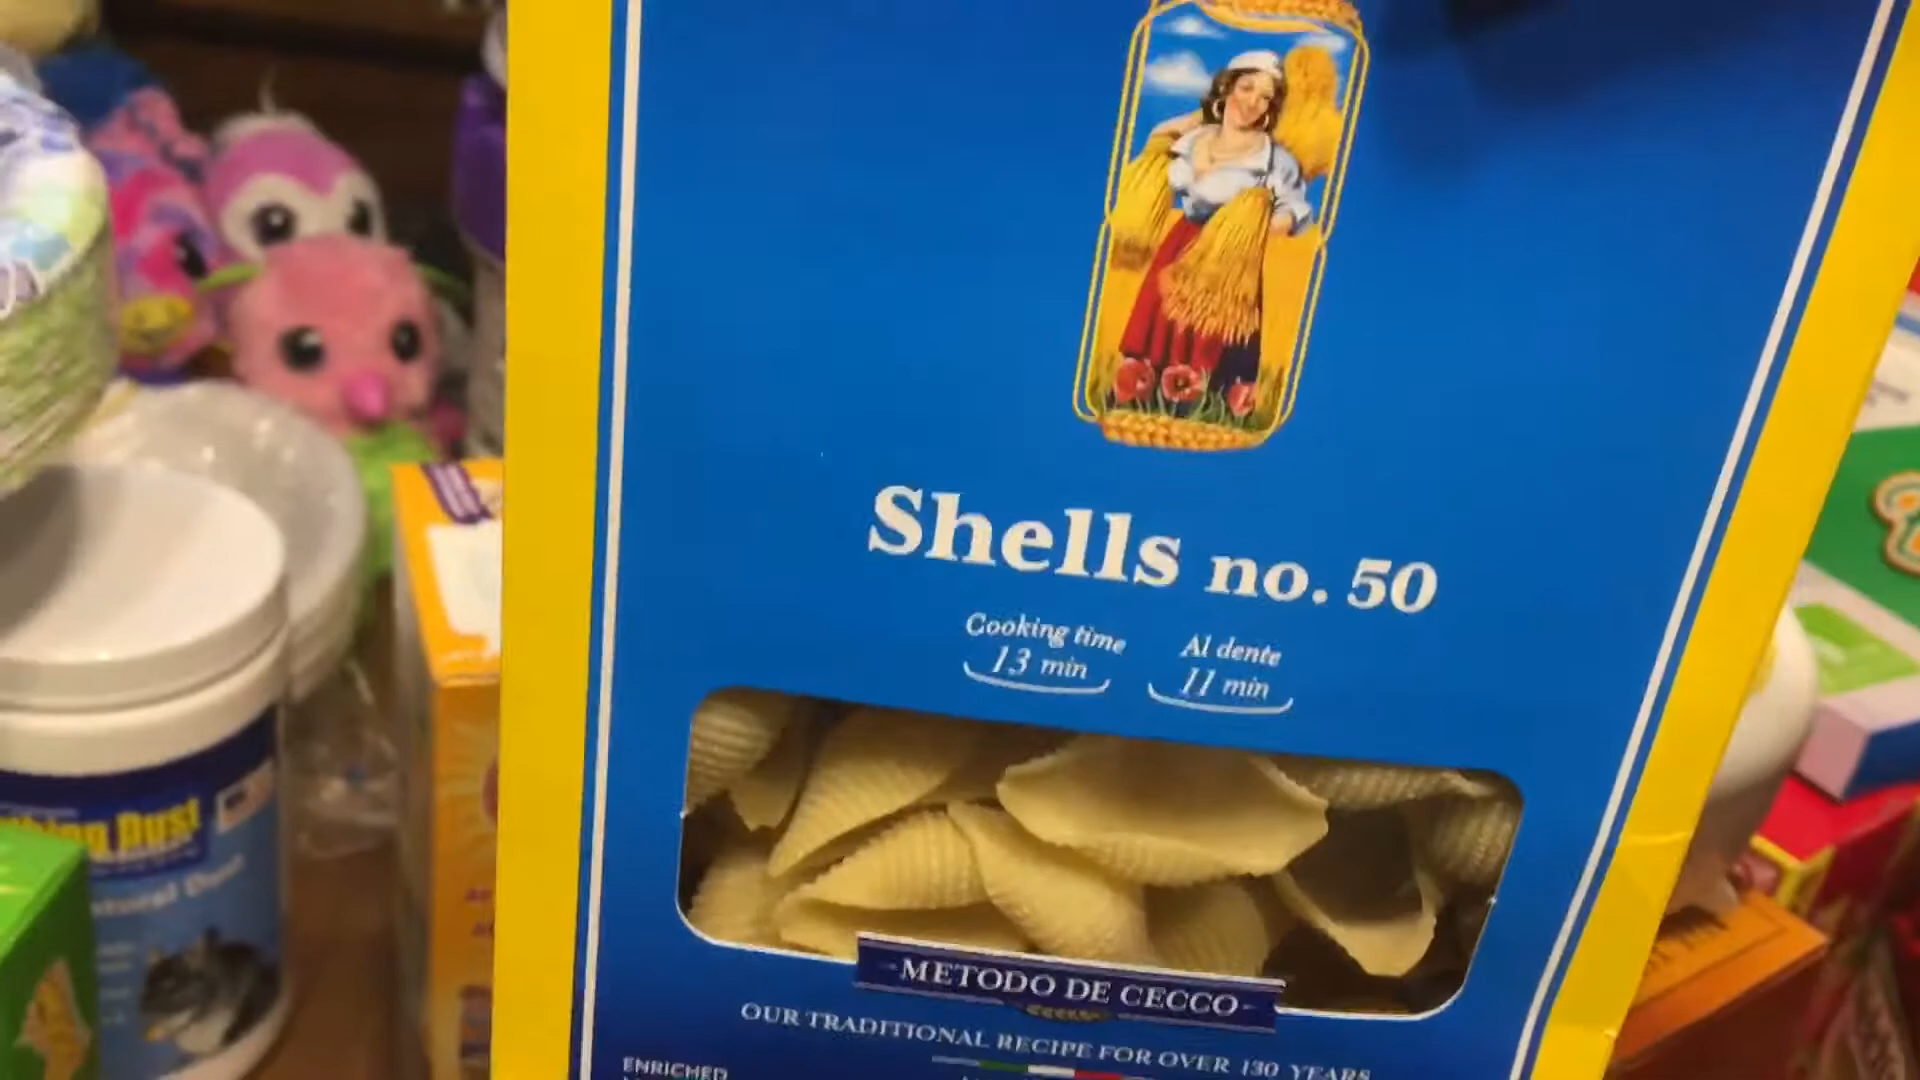 Shells no. 50
Cooking time
13 min
Al dente
11 min
METODO DE CECCO
OUR TRADITIONAL RECIPE FOR OVER 130 YEARS
ENRICHED
Dust